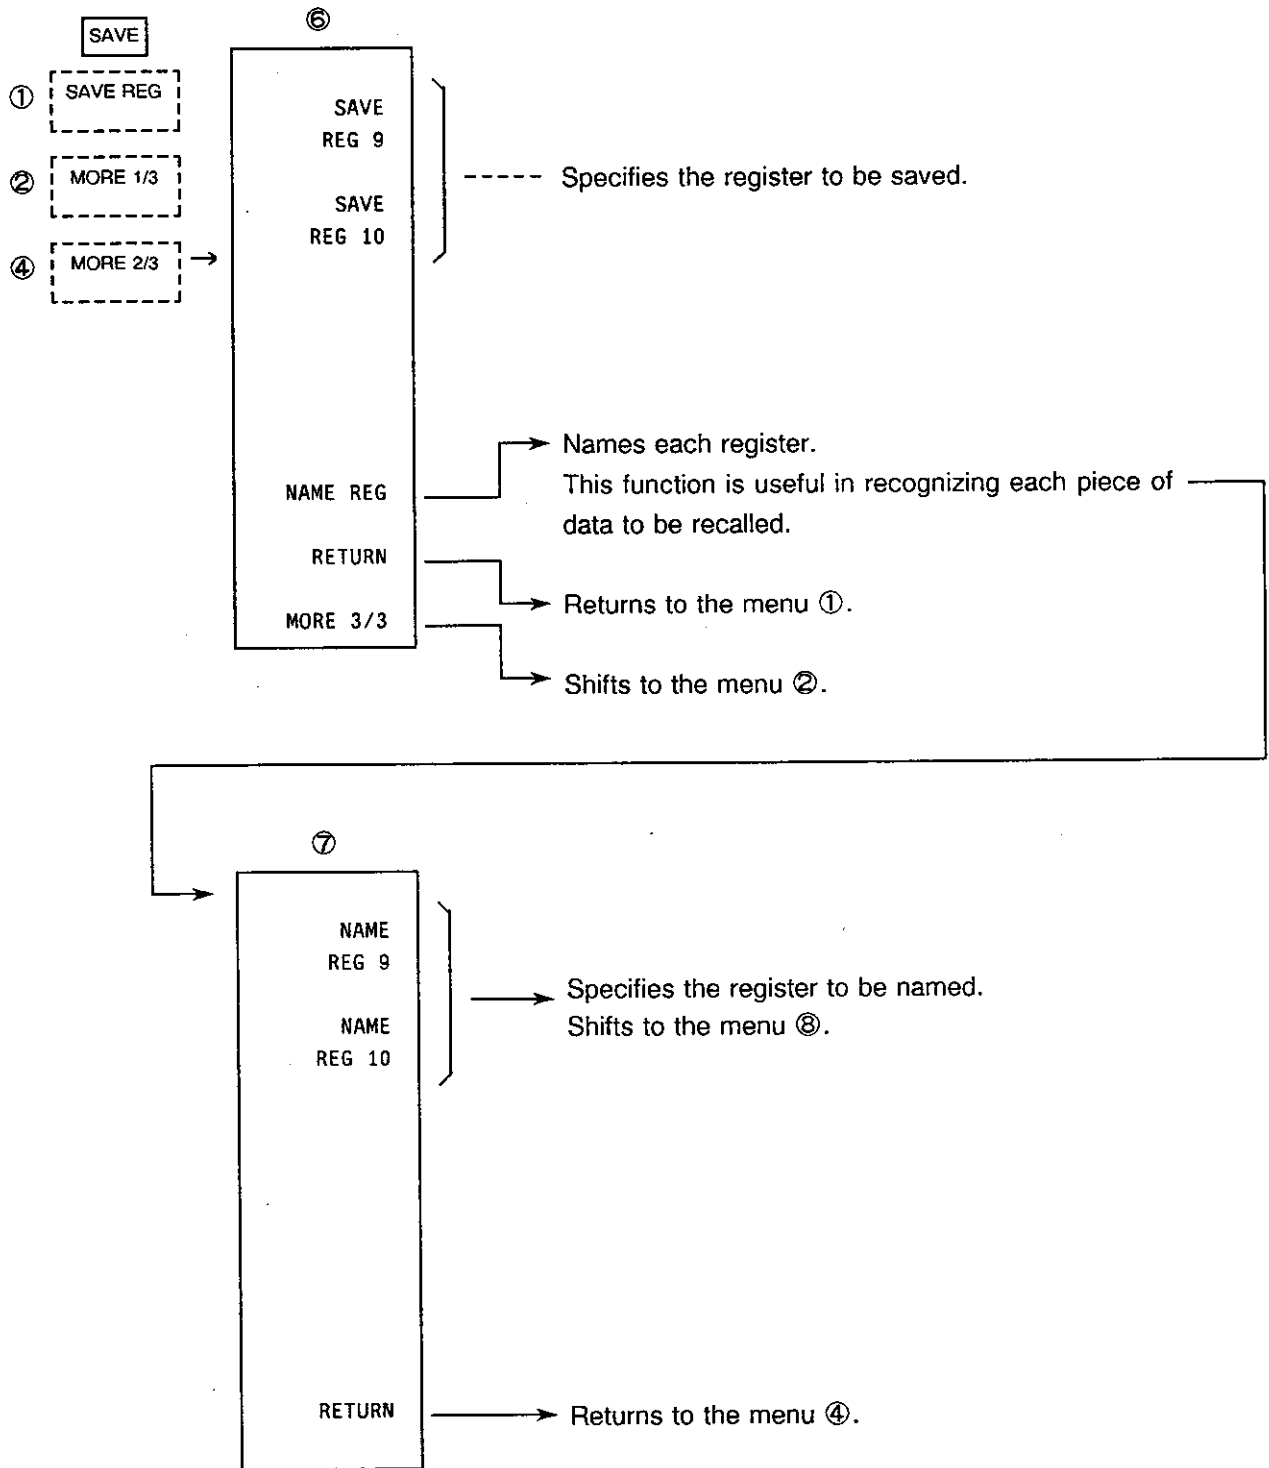 ⑥
SAVE
① SAVE REG
② MORE 1/3
④ MORE 2/3
SAVE
REG 9
SAVE
REG 10
Specifies the register to be saved.
NAME REG
Names each register.
This function is useful in recognizing each piece of
data to be recalled.
RETURN
Returns to the menu ①.
MORE 3/3
Shifts to the menu ②.
⑦
NAME
REG 9
NAME
REG 10
Specifies the register to be named.
Shifts to the menu ⑧.
RETURN
Returns to the menu ④.